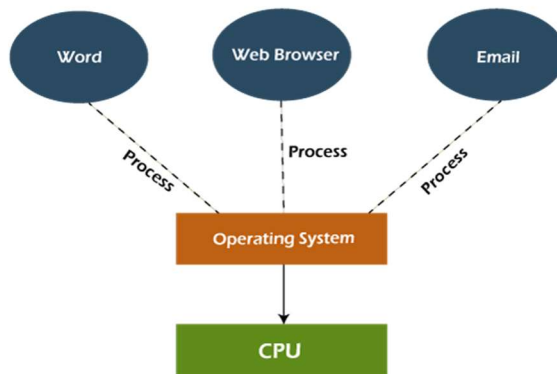 Word
Web Browser
Email
Process
Process
Process
Operating System
CPU